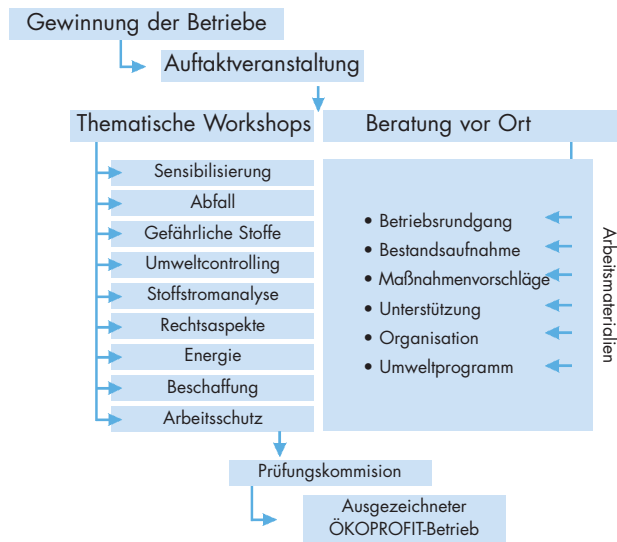 Gewinnung der Betriebe
Auftaktveranstaltung
Thematische Workshops
Beratung vor Ort
Sensibilisierung
Abfall
Gefährliche Stoffe
Umweltcontrolling
Stoffstromanalyse
Rechtsaspekte
Energie
Beschaffung
Arbeitsschutz
• Betriebsrundgang
• Bestandsaufnahme
• Maßnahmenvorschläge
• Unterstützung
• Organisation
• Umweltprogramm
Arbeitsmaterialien
Prüfungskommision
Ausgezeichneter
ÖKOPROFIT-Betrieb